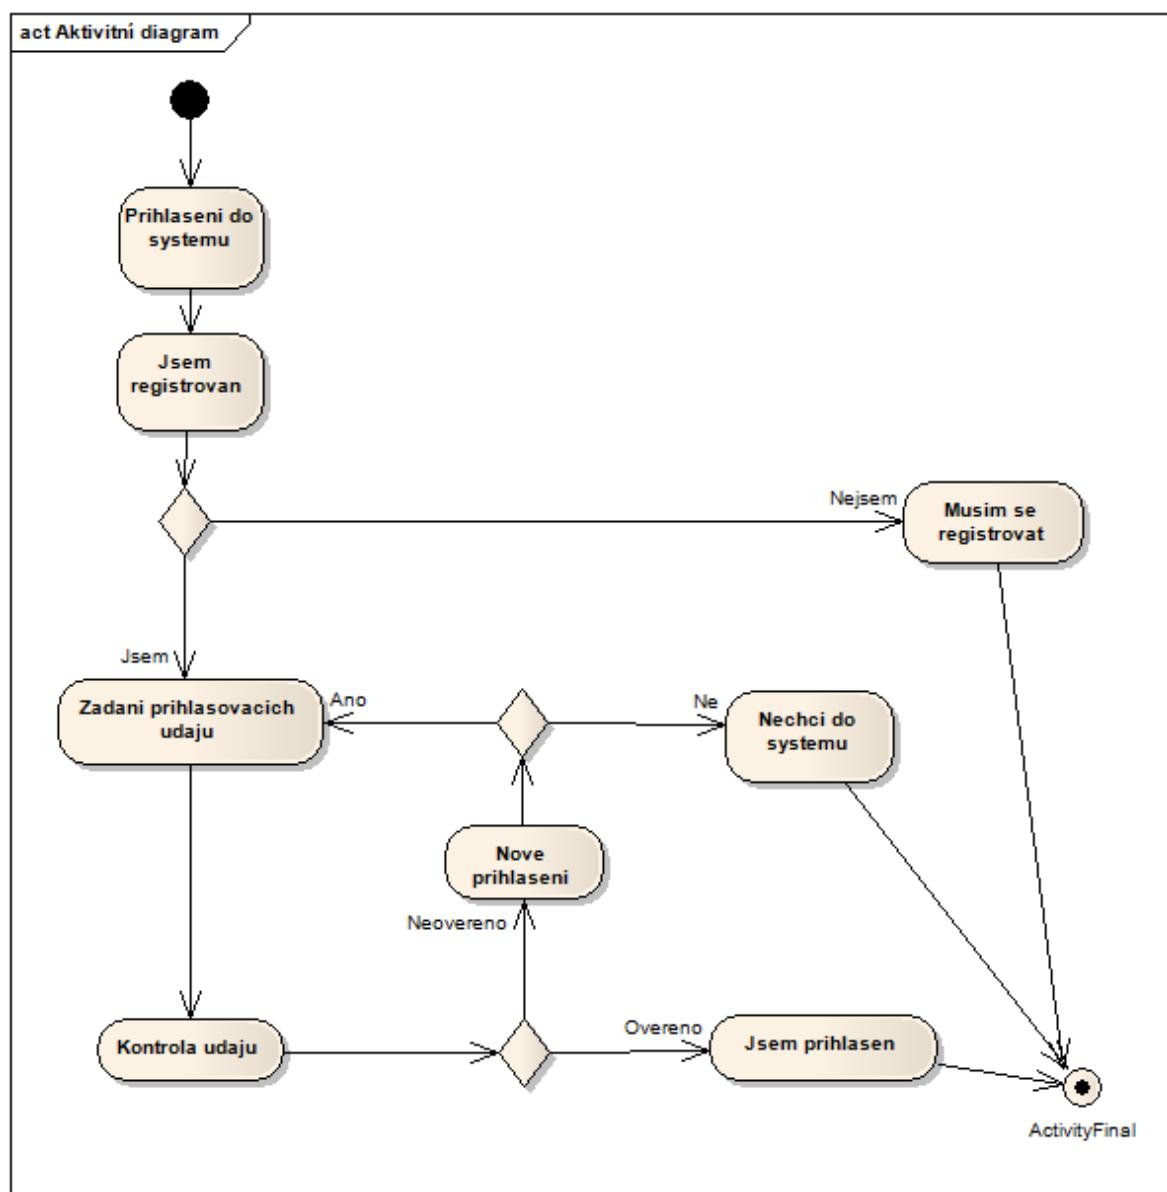 act Aktivitní diagram
Prihlaseni do
systemu
Jsem
registrovan
Nejsem
Musim se
registrovat
Jsem
Zadani prihlasovacich
udaju
Ano
Ne
Nechci do
systemu
Nove
prihlaseni
Neovereno
Kontrola udaju
Overeno
Jsem prihlasen
ActivityFinal